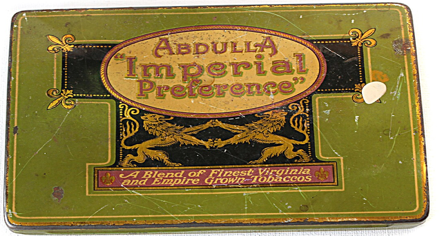 ABDULLA
"Imperial
Preference"
A Blend of Finest Virginia
and Empire Grown Tobaccos